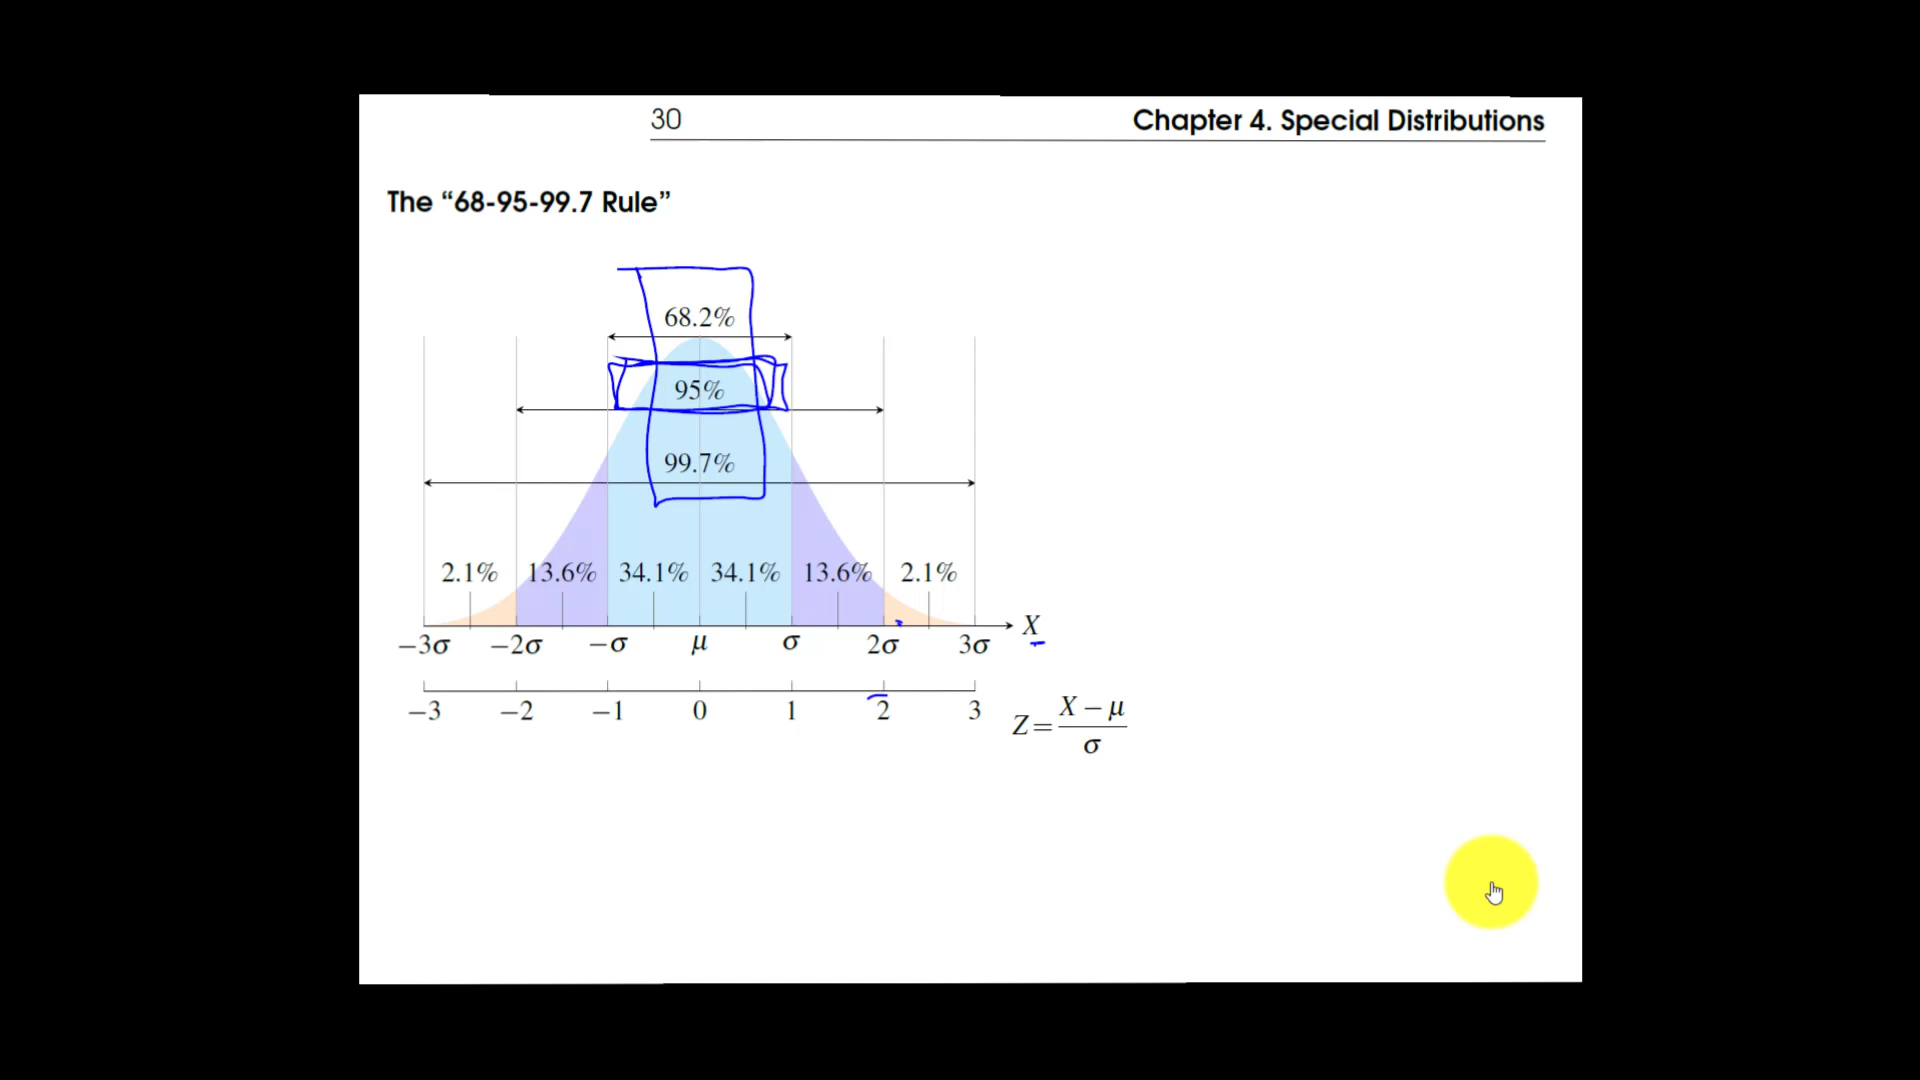 30 Chapter 4. Special Distributions
The “68-95-99.7 Rule”
68.2%
95%
99.7%
2.1% 13.6% 34.1% 34.1% 13.6% 2.1%
X
−3σ −2σ −σ μ σ 2σ 3σ
−3 −2 −1 0 1 2 3
Z = (X − μ) / σ